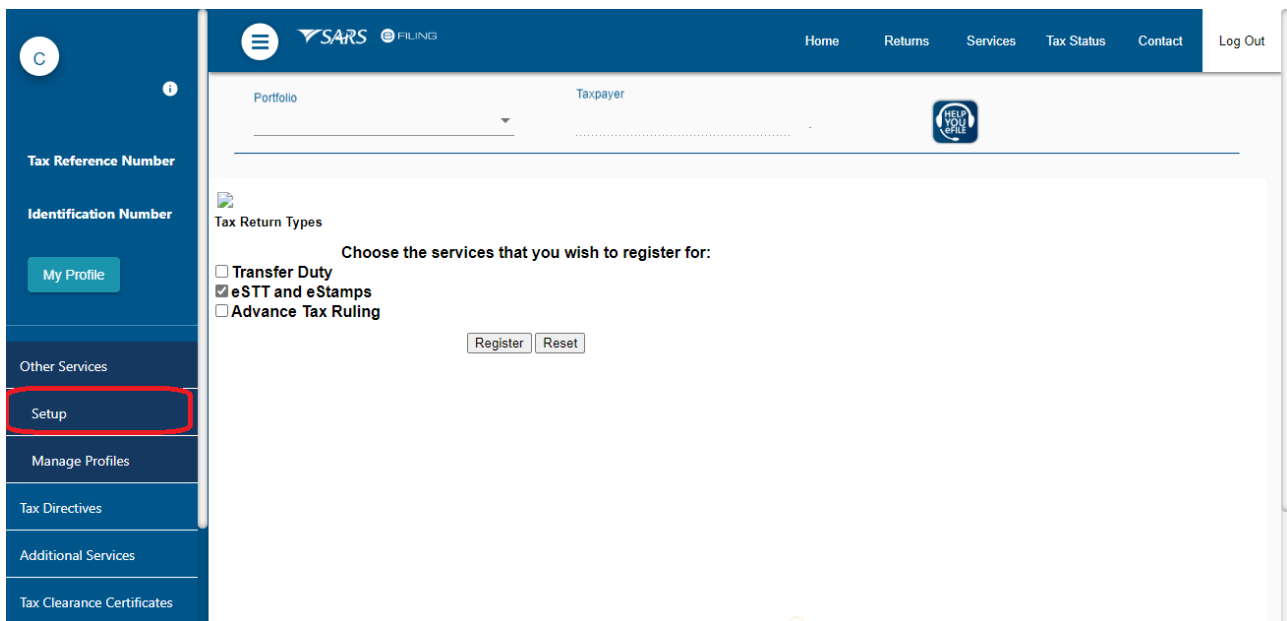 C
SARS eFILING
Home Returns Services Tax Status Contact Log Out
i
Portfolio
Taxpayer
HELP YOU eFILE
Tax Reference Number
Identification Number
My Profile
Tax Return Types
Choose the services that you wish to register for:
Transfer Duty
eSTT and eStamps
Advance Tax Ruling
Register Reset
Other Services
Setup
Manage Profiles
Tax Directives
Additional Services
Tax Clearance Certificates